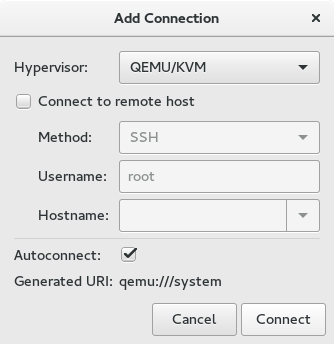 Add Connection
Hypervisor: QEMU/KVM
Connect to remote host
Method: SSH
Username: root
Hostname:
Autoconnect:
Generated URI: qemu:///system
Cancel Connect